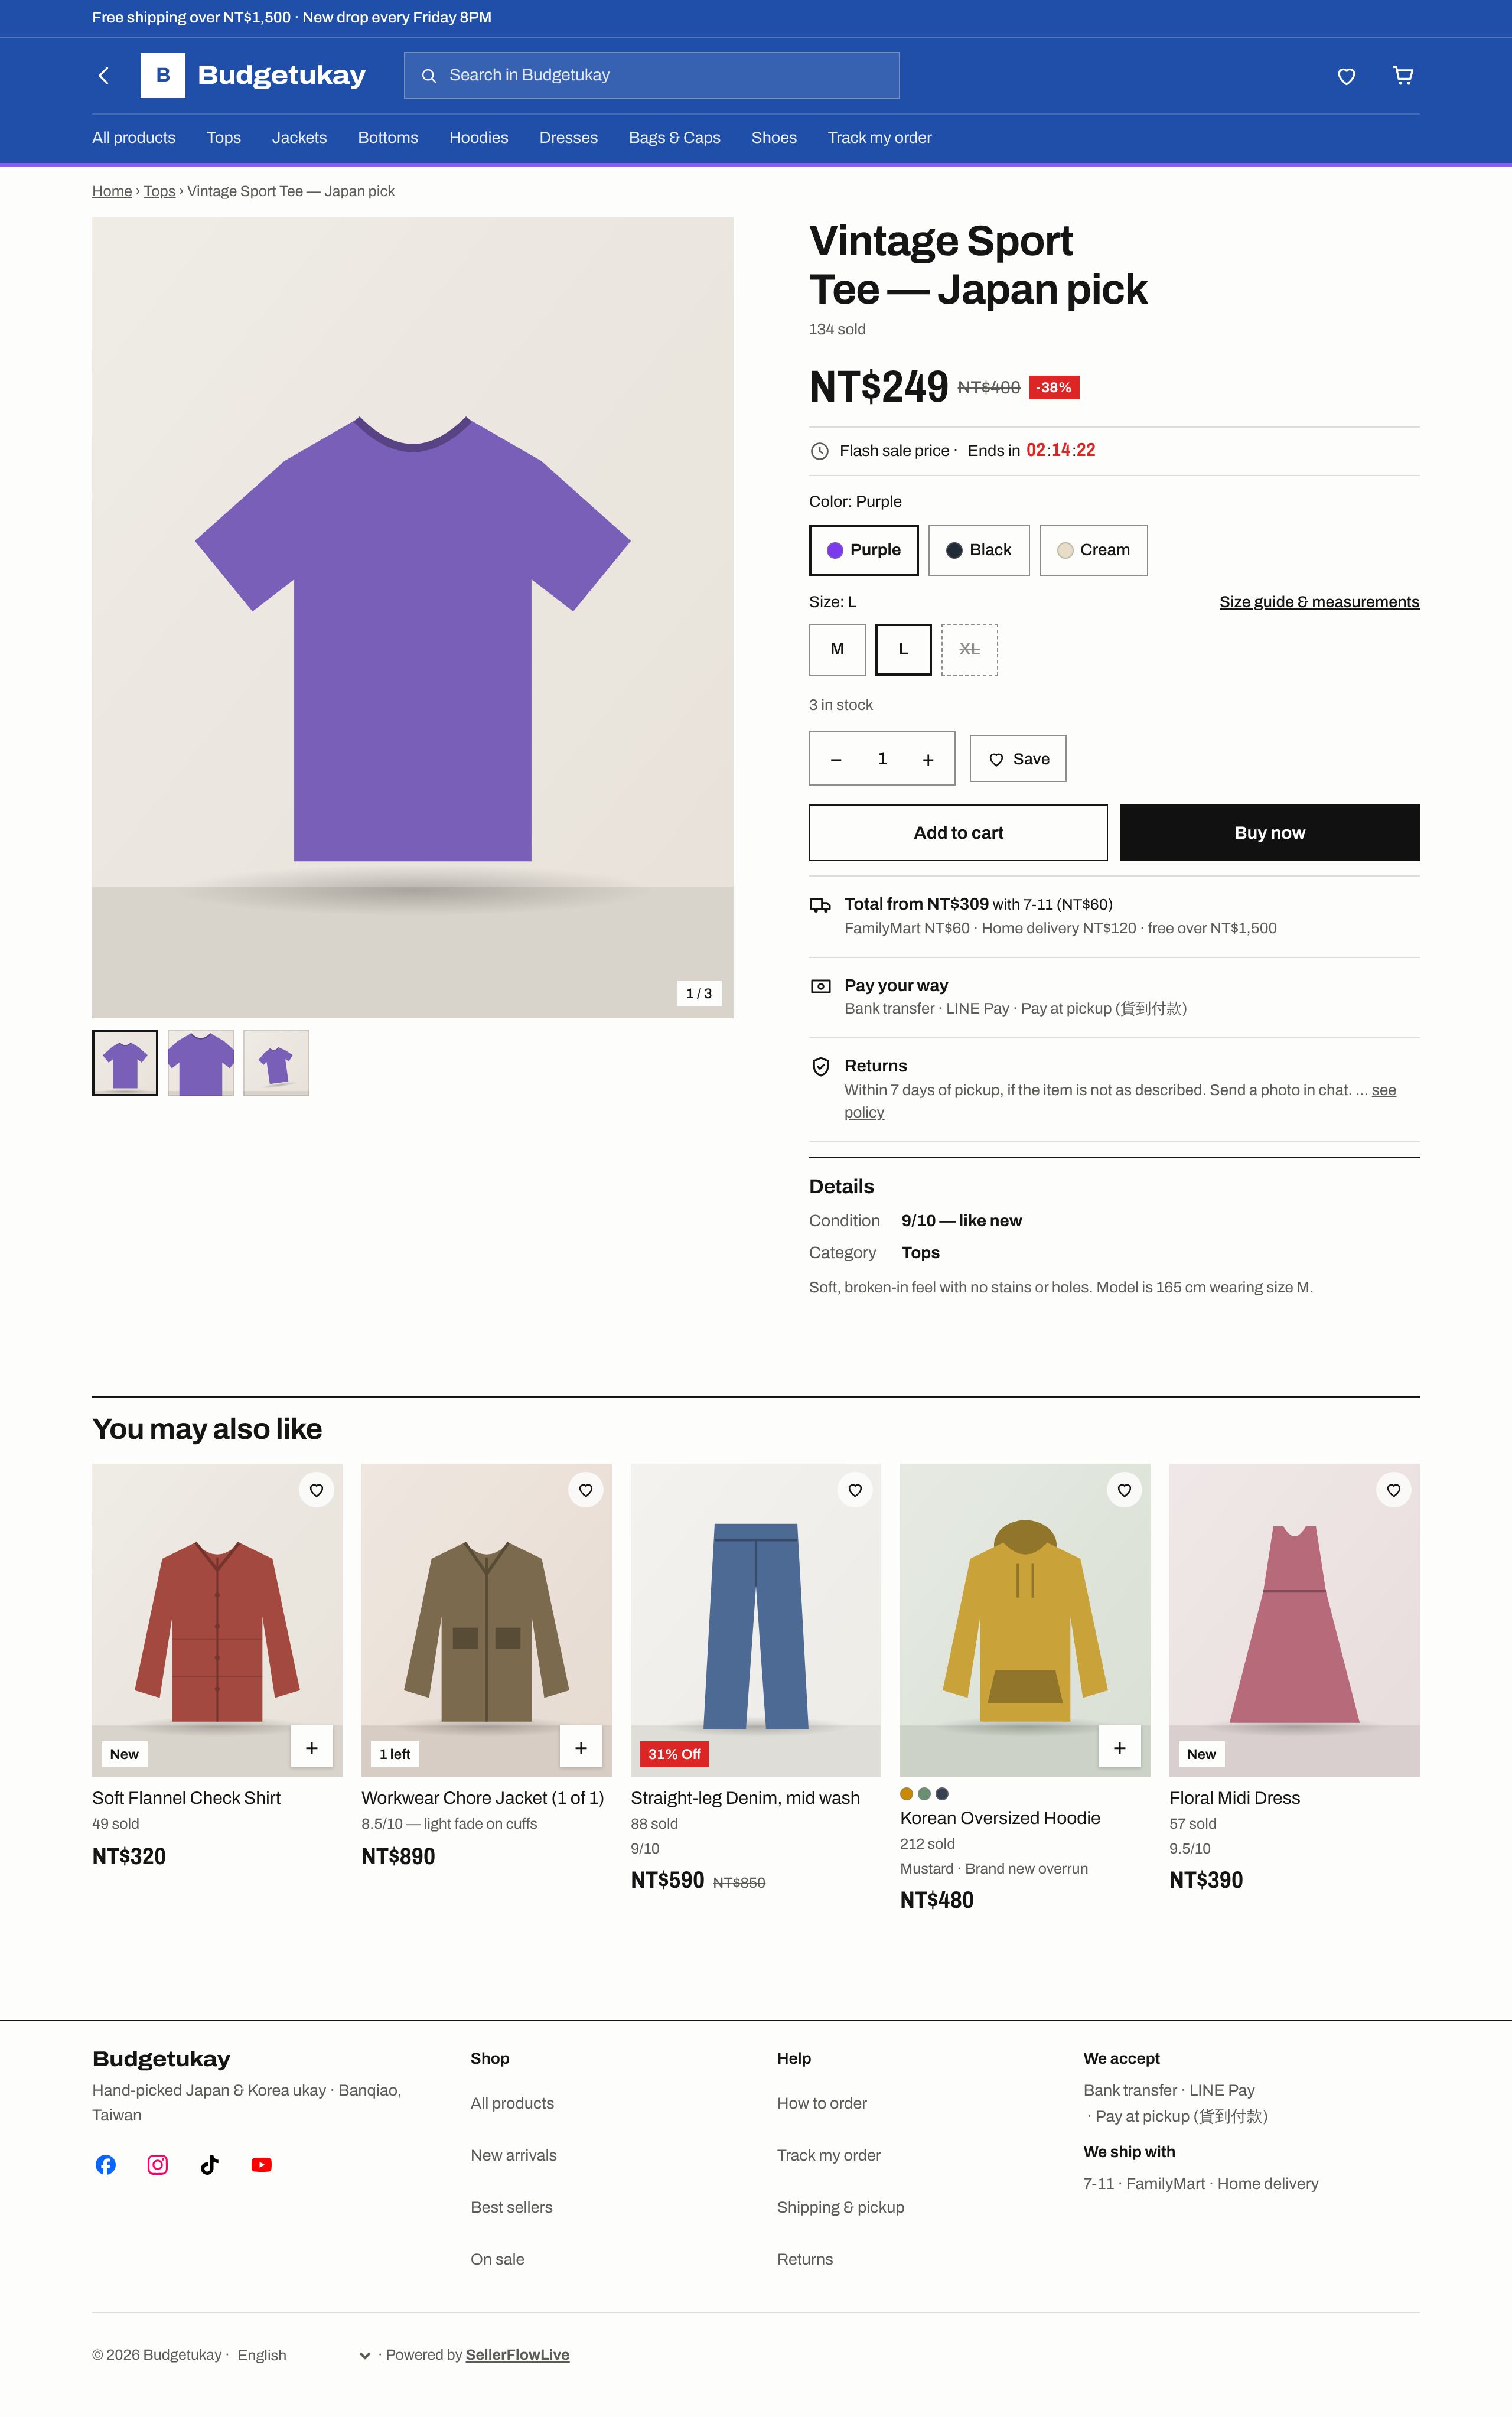 Free shipping over NT$1,500 · New drop every Friday 8PM
B
Budgetukay
Search in Budgetukay
All products Tops Jackets Bottoms Hoodies Dresses Bags & Caps Shoes Track my order
Home › Tops › Vintage Sport Tee — Japan pick
1 / 3
Vintage Sport
Tee — Japan pick
134 sold
NT$249 NT$400 -38%
Flash sale price · Ends in 02:14:22
Color: Purple
Purple Black Cream
Size: L Size guide & measurements
M L XL
3 in stock
− 1 + Save
Add to cart Buy now
Total from NT$309 with 7-11 (NT$60)
FamilyMart NT$60 · Home delivery NT$120 · free over NT$1,500
Pay your way
Bank transfer · LINE Pay · Pay at pickup (貨到付款)
Returns
Within 7 days of pickup, if the item is not as described. Send a photo in chat. ... see
policy
Details
Condition 9/10 — like new
Category Tops
Soft, broken-in feel with no stains or holes. Model is 165 cm wearing size M.
You may also like
New +
Soft Flannel Check Shirt
49 sold
NT$320
1 left +
Workwear Chore Jacket (1 of 1)
8.5/10 — light fade on cuffs
NT$890
31% Off
Straight-leg Denim, mid wash
88 sold
9/10
NT$590 NT$850
+
Korean Oversized Hoodie
212 sold
Mustard · Brand new overrun
NT$480
New
Floral Midi Dress
57 sold
9.5/10
NT$390
Budgetukay
Hand-picked Japan & Korea ukay · Banqiao,
Taiwan
Shop
All products
New arrivals
Best sellers
On sale
Help
How to order
Track my order
Shipping & pickup
Returns
We accept
Bank transfer · LINE Pay
· Pay at pickup (貨到付款)
We ship with
7-11 · FamilyMart · Home delivery
© 2026 Budgetukay · English · Powered by SellerFlowLive